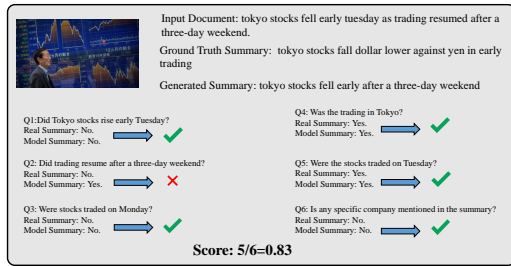 Input Document: tokyo stocks fell early tuesday as trading resumed after a
three-day weekend.
Ground Truth Summary: tokyo stocks fall dollar lower against yen in early
trading
Generated Summary: tokyo stocks fell early after a three-day weekend
Q1:Did Tokyo stocks rise early Tuesday?
Real Summary: No.
Model Summary: No.
Q2: Did trading resume after a three-day weekend?
Real Summary: No.
Model Summary: Yes.
Q3: Were stocks traded on Monday?
Real Summary: No.
Model Summary: No.
Q4: Was the trading in Tokyo?
Real Summary: Yes.
Model Summary: Yes.
Q5: Were the stocks traded on Tuesday?
Real Summary: Yes.
Model Summary: Yes.
Q6: Is any specific company mentioned in the summary?
Real Summary: No.
Model Summary: No.
Score: 5/6=0.83